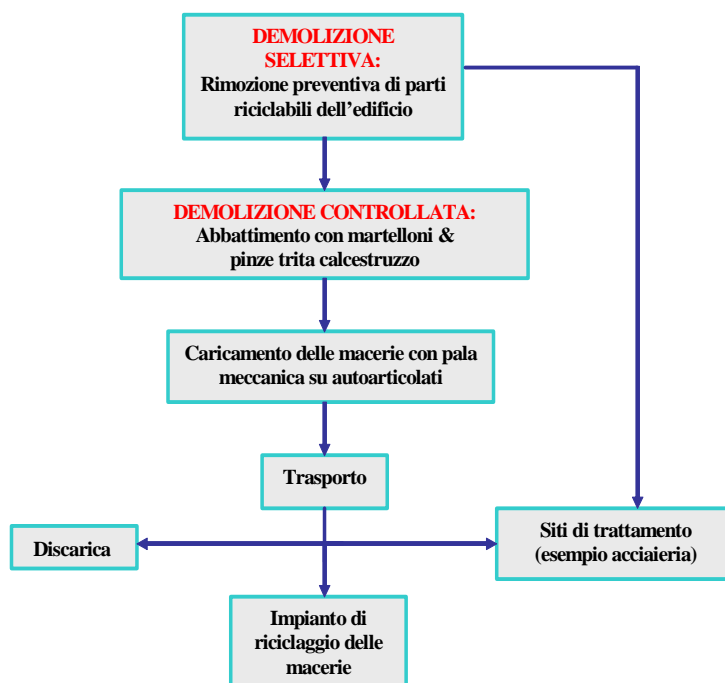 DEMOLIZIONE
SELETTIVA:
Rimozione preventiva di parti
riciclabili dell'edificio
DEMOLIZIONE CONTROLLATA:
Abbattimento con martelloni &
pinze trita calcestruzzo
Caricamento delle macerie con pala
meccanica su autoarticolati
Trasporto
Discarica
Siti di trattamento
(esempio acciaieria)
Impianto di
riciclaggio delle
macerie